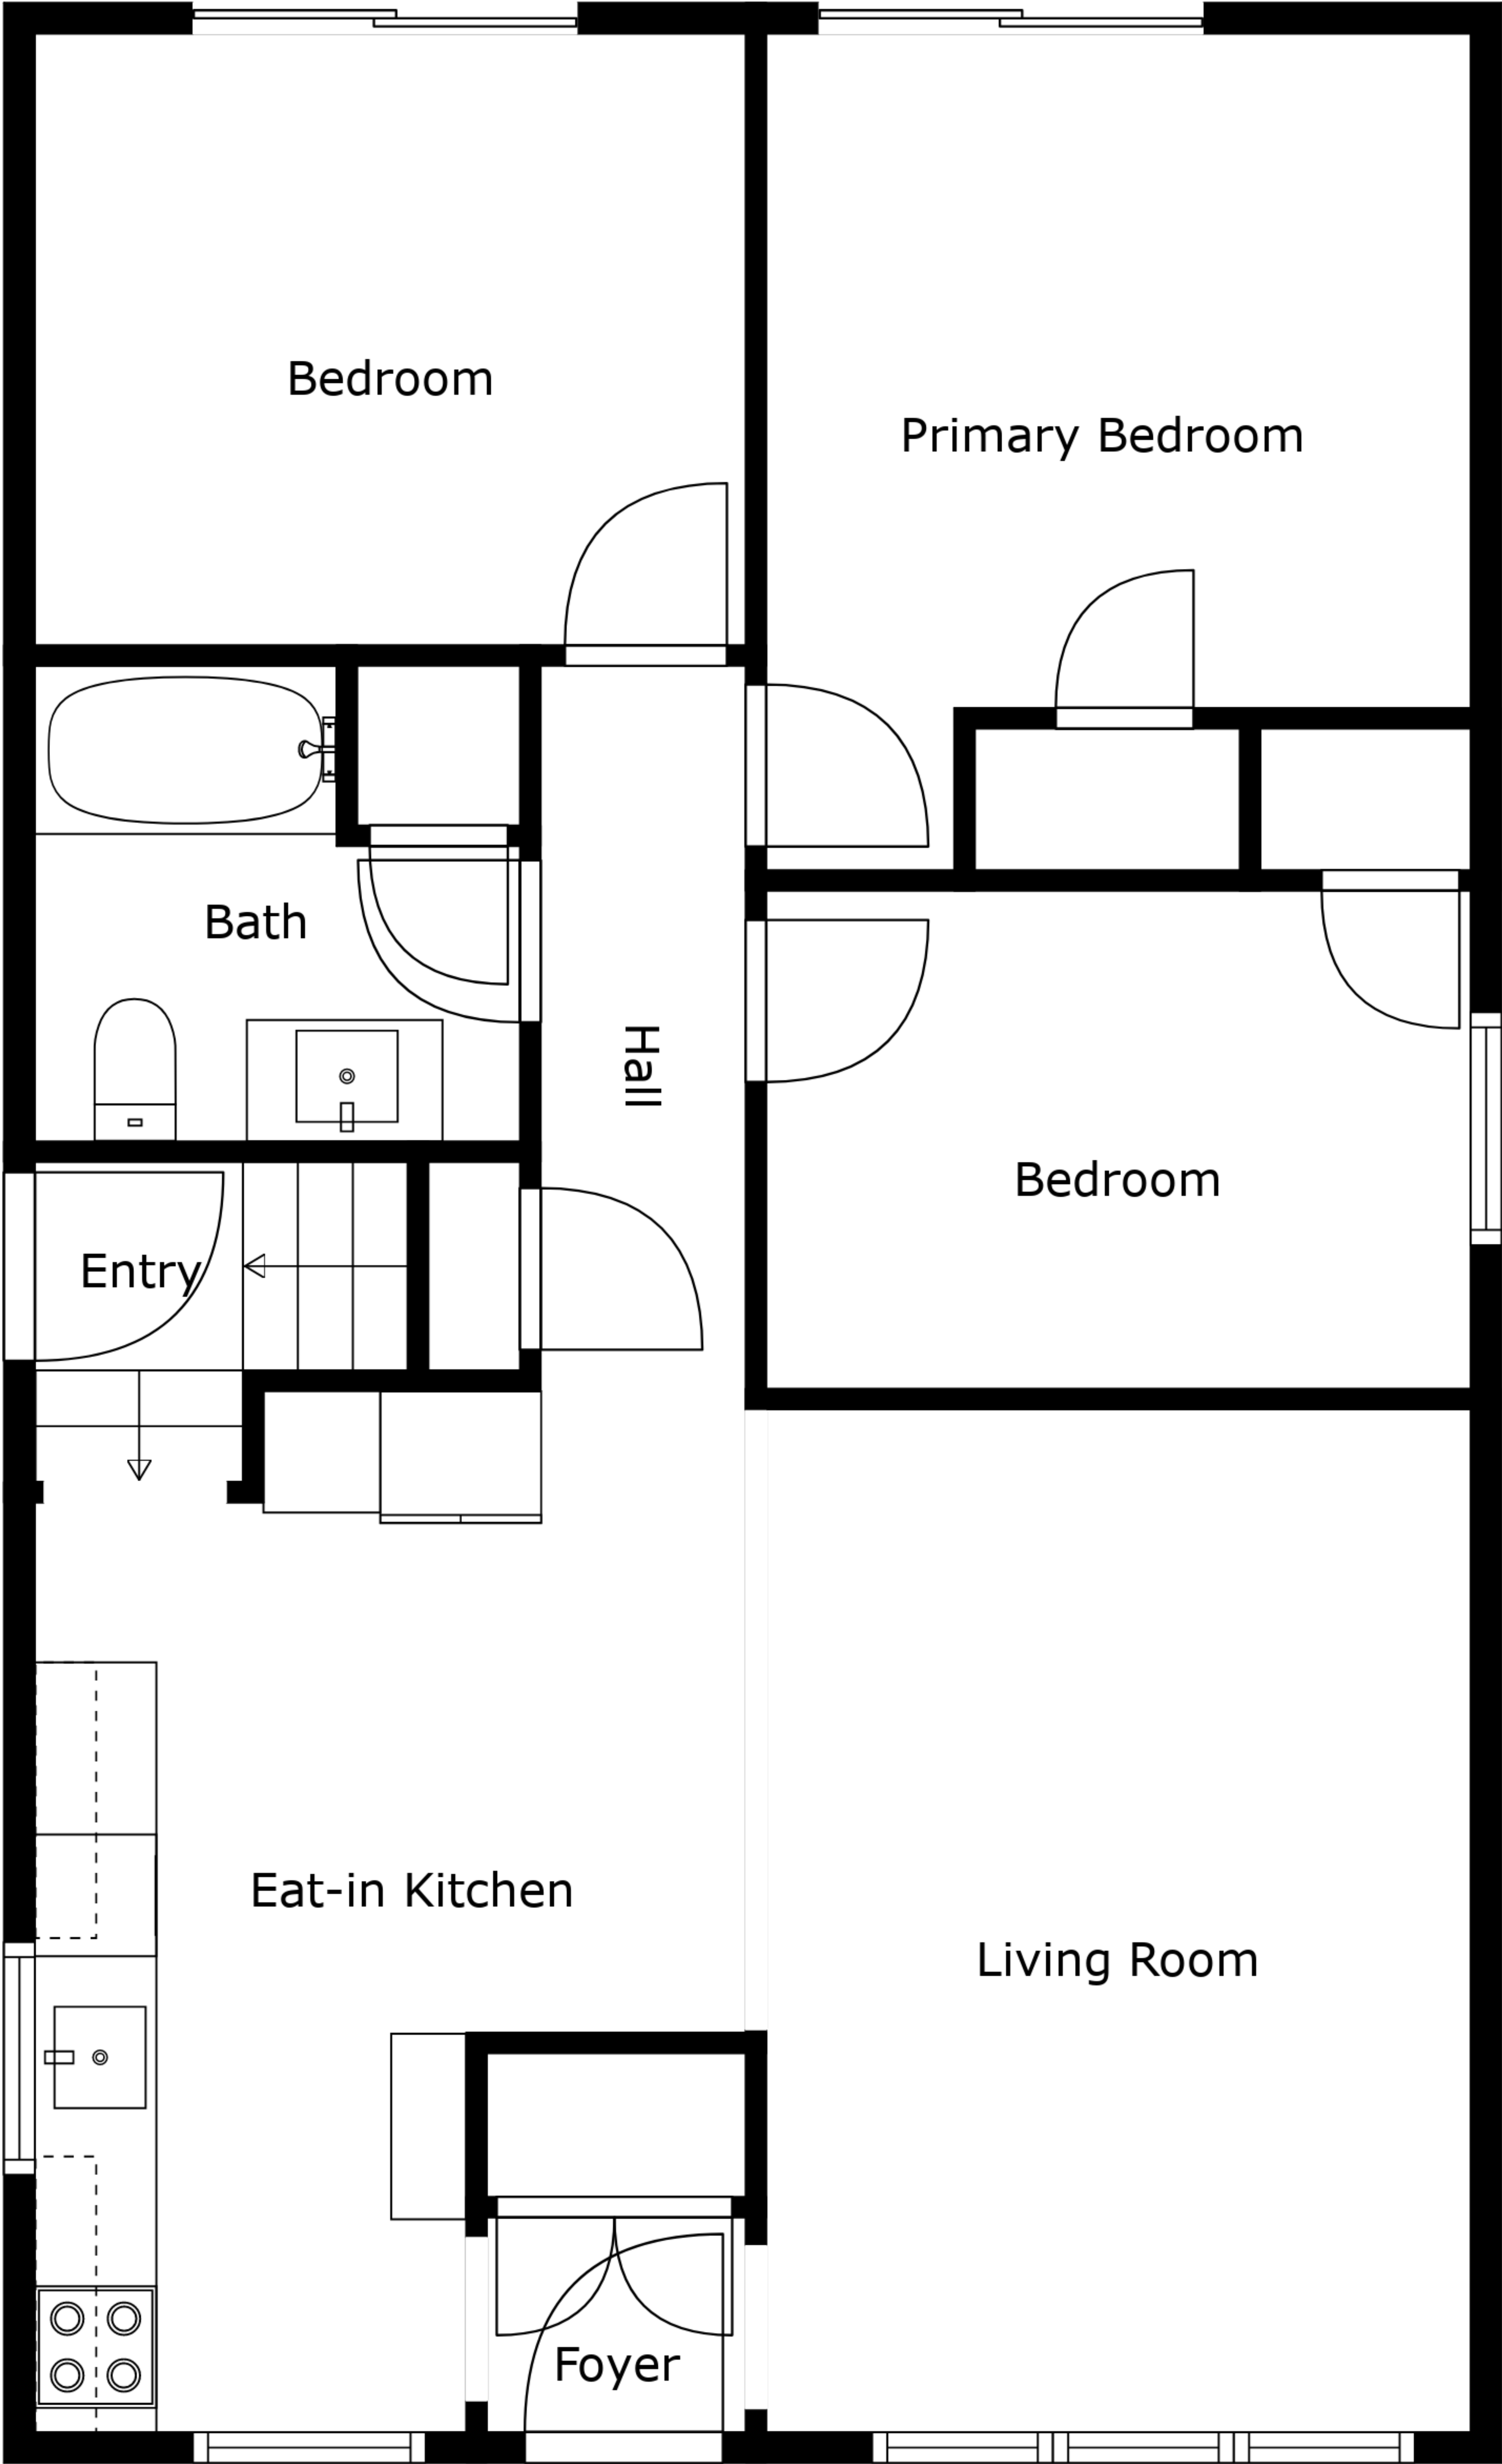 Bedroom
Primary Bedroom
Bath
Hall
Bedroom
Entry
Eat-in Kitchen
Living Room
Foyer